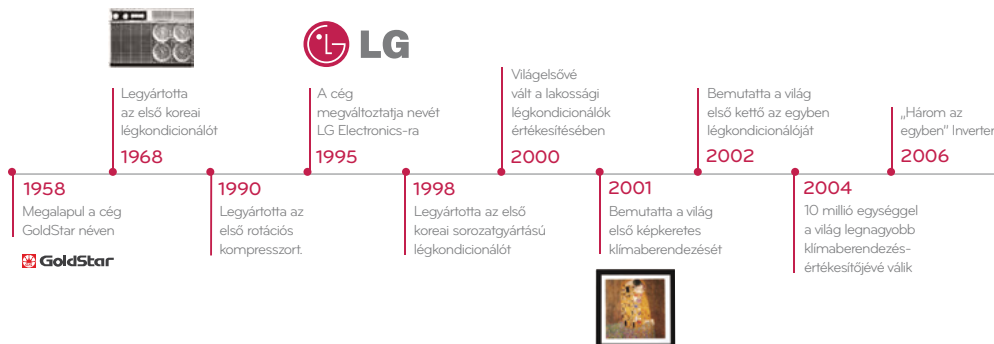 LG
Legyártotta
az első koreai
légkondicionálót
1968
A cég
megváltoztatja nevét
LG Electronics-ra
1995
Világelsővé
vált a lakossági
légkondicionálók
értékesítésében
2000
Bemutatta a világ
első kettő az egyben
légkondicionálóját
2002
„Három az
egyben" Inverter
2006
1958
Megalapul a cég
GoldStar néven
GoldStar
1990
Legyártotta az
első rotációs
kompresszort.
1998
Legyártotta az első
koreai sorozatgyártású
légkondicionálót
2001
Bemutatta a világ
első képkeretes
klímaberendezését
2004
10 millió egységgel
a világ legnagyobb
klímaberendezés-
értékesítőjévé válik